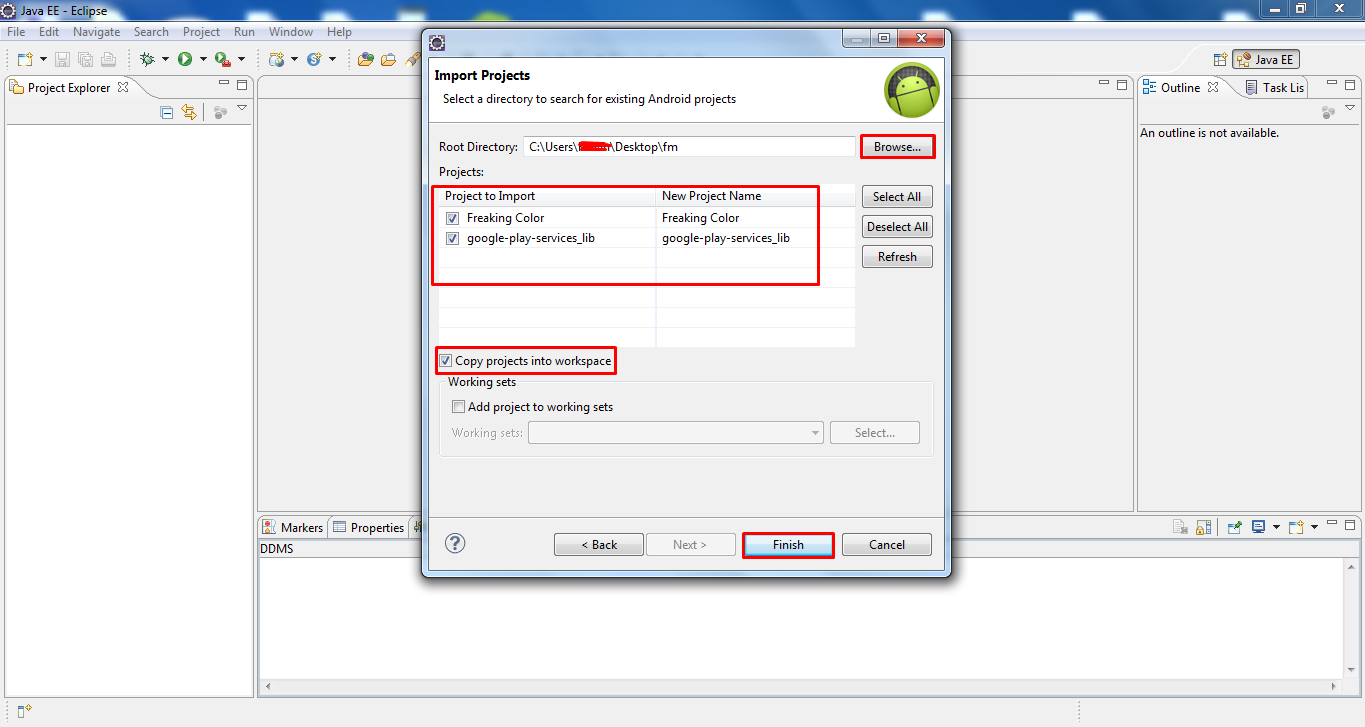 Java EE - Eclipse
File Edit Navigate Search Project Run Window Help
Java EE
Project Explorer
Outline Task Lis
An outline is not available.
Import Projects
Select a directory to search for existing Android projects
Root Directory: C:\Users\ \Desktop\fm Browse...
Projects:
Project to Import New Project Name Select All
Freaking Color Freaking Color Deselect All
google-play-services_lib google-play-services_lib
Refresh
Copy projects into workspace
Working sets
Add project to working sets
Working sets: Select...
< Back Next > Finish Cancel
Markers Properties
DDMS